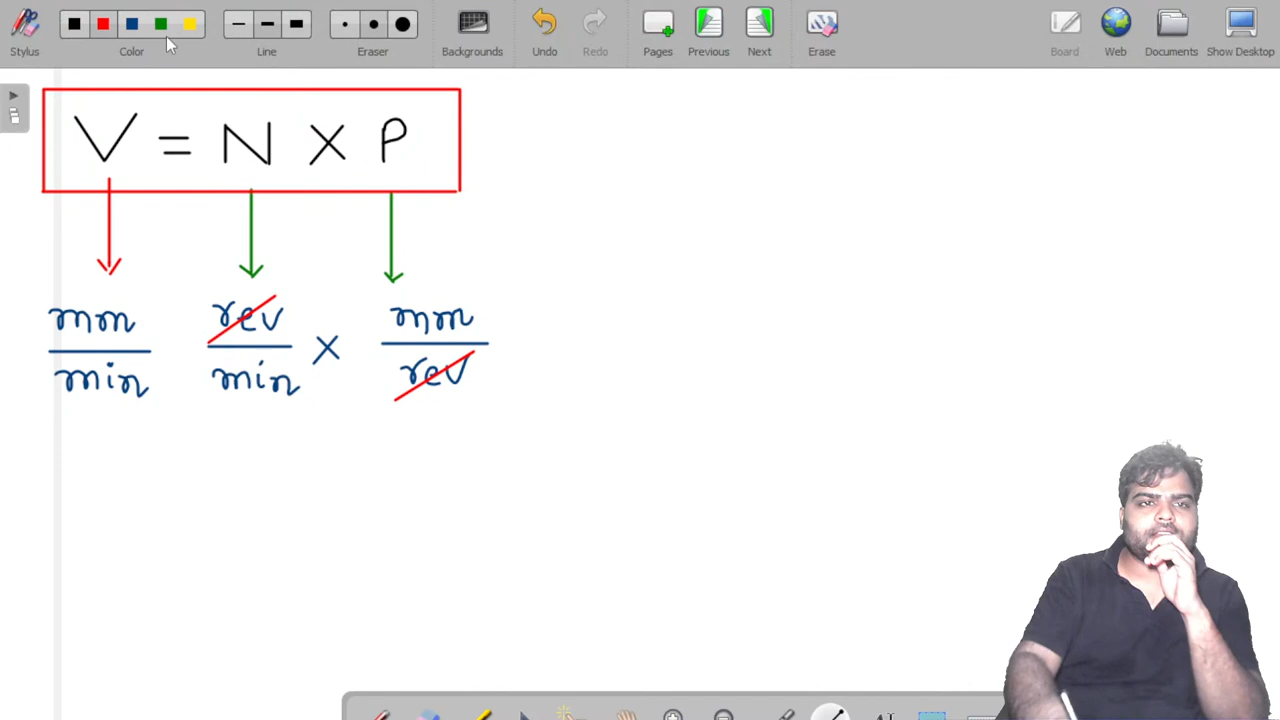 Stylus Color Line Eraser Backgrounds Undo Redo Pages Previous Next Erase Board Web Documents Show Desktop
V = N X P
mm rev mm
min min X rev